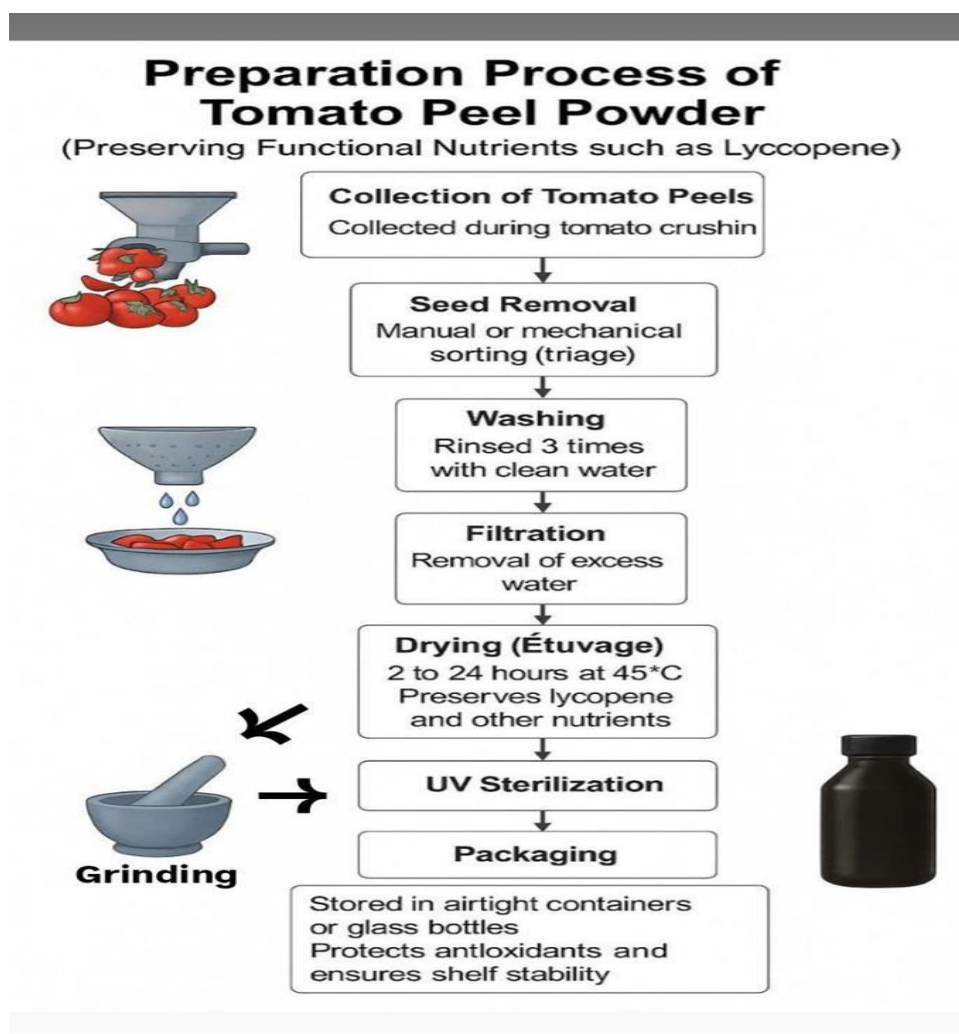 Preparation Process of
Tomato Peel Powder
(Preserving Functional Nutrients such as Lyccopene)
Collection of Tomato Peels
Collected during tomato crushin
Seed Removal
Manual or mechanical
sorting (triage)
Washing
Rinsed 3 times
with clean water
Filtration
Removal of excess
water
Drying (Étuvage)
2 to 24 hours at 45*C
Preserves lycopene
and other nutrients
Grinding
UV Sterilization
Packaging
Stored in airtight containers
or glass bottles
Protects antloxidants and
ensures shelf stability